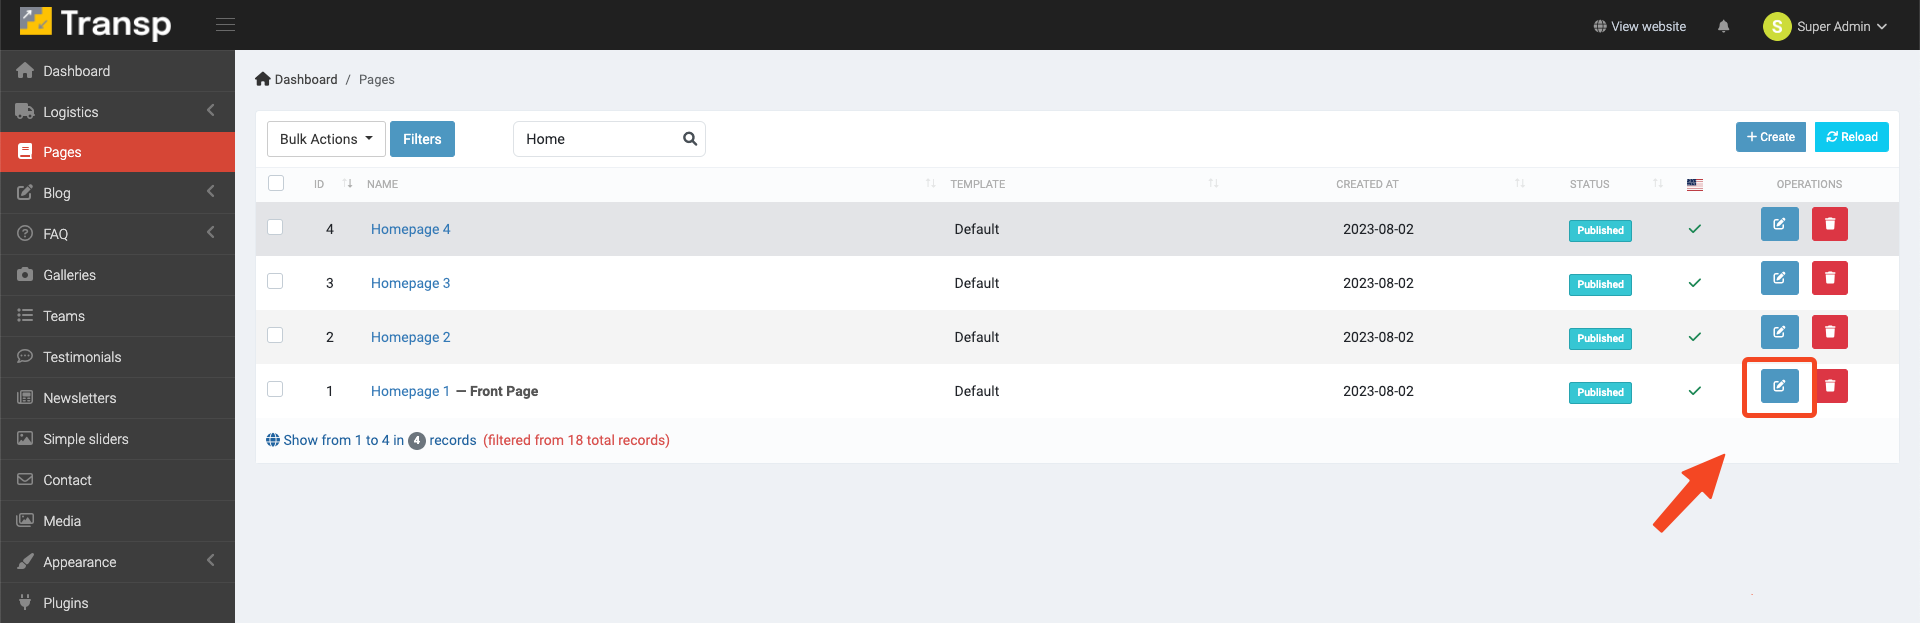 Transp
View website
S Super Admin
Dashboard
Logistics
Pages
Blog
FAQ
Galleries
Teams
Testimonials
Newsletters
Simple sliders
Contact
Media
Appearance
Plugins
Dashboard / Pages
Bulk Actions Filters Home + Create Reload
ID NAME TEMPLATE CREATED AT STATUS OPERATIONS
4 Homepage 4 Default 2023-08-02 Published
3 Homepage 3 Default 2023-08-02 Published
2 Homepage 2 Default 2023-08-02 Published
1 Homepage 1 — Front Page Default 2023-08-02 Published
Show from 1 to 4 in 4 records (filtered from 18 total records)